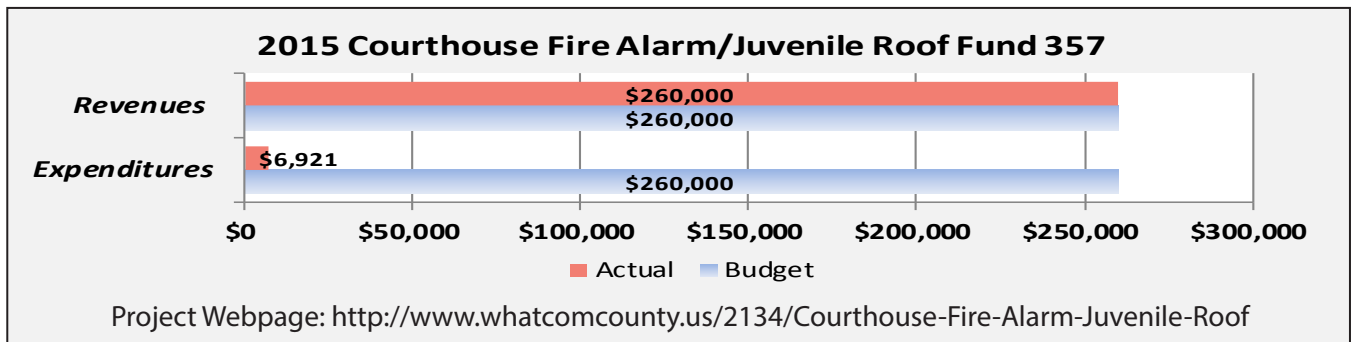 2015 Courthouse Fire Alarm/Juvenile Roof Fund 357
Revenues
$260,000
$260,000
Expenditures
$6,921
$260,000
$0 $50,000 $100,000 $150,000 $200,000 $250,000 $300,000
Actual Budget
Project Webpage: http://www.whatcomcounty.us/2134/Courthouse-Fire-Alarm-Juvenile-Roof